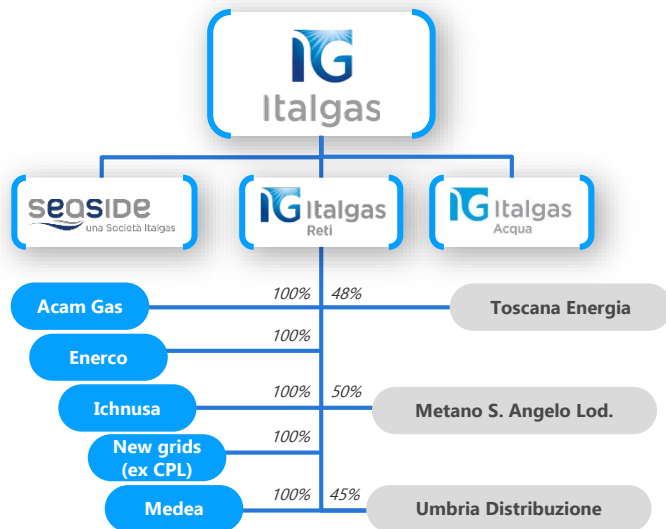 IG
Italgas
seaside
una Società Italgas
IG Italgas
Reti
IG Italgas
Acqua
Acam Gas 100% 48% Toscana Energia
Enerco 100%
Ichnusa 100% 50% Metano S. Angelo Lod.
New grids 100%
(ex CPL)
Medea 100% 45% Umbria Distribuzione